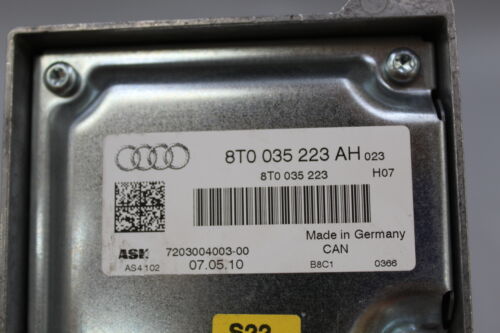 8T0 035 223 AH 023
8T0 035 223 H07
Made in Germany
ASK 7203004003-00 CAN
AS4102 07.05.10 B8C1 0366
S22